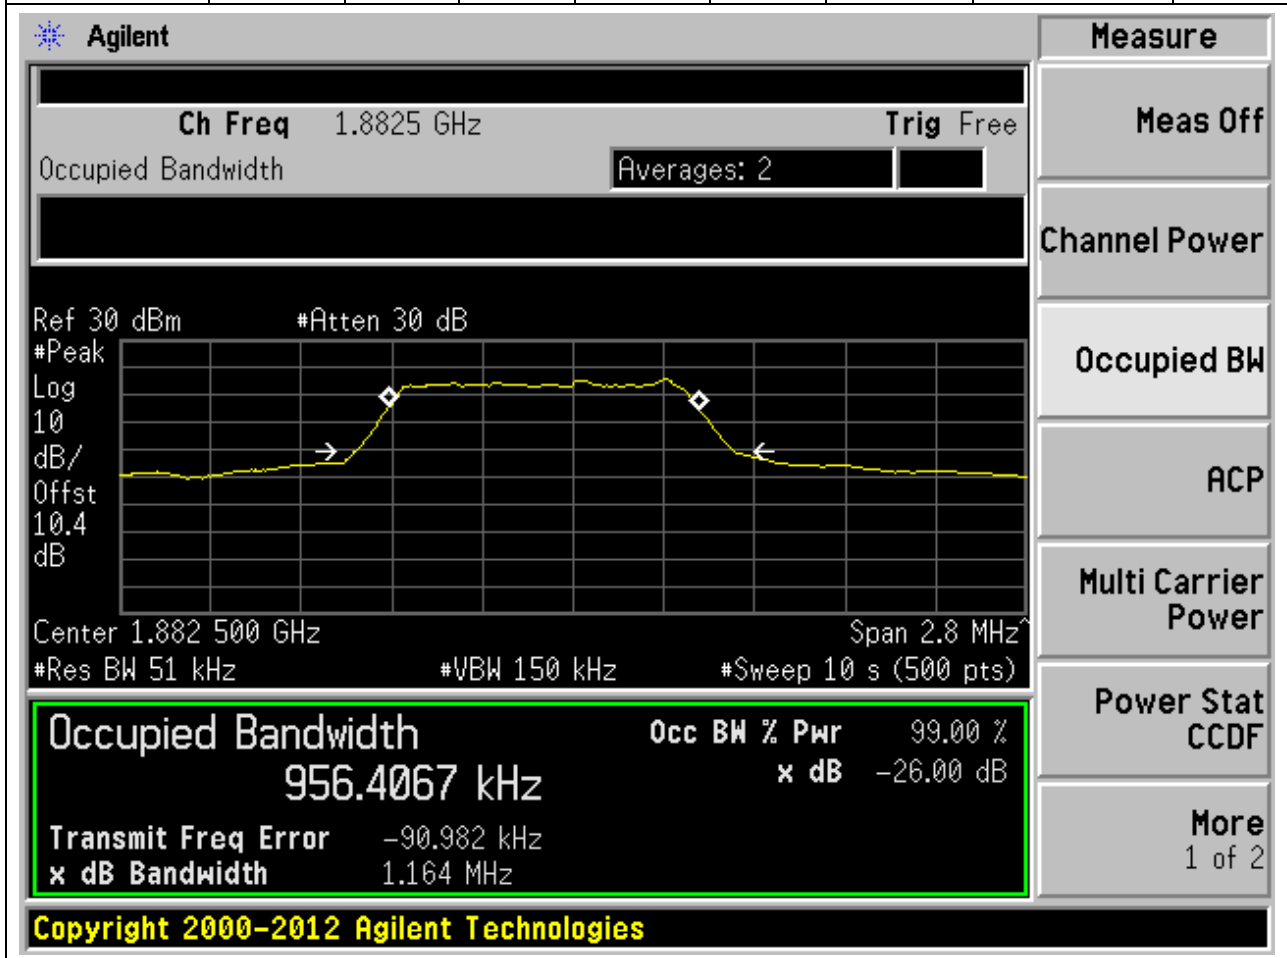 Agilent
Measure
Ch Freq 1.8825 GHz Trig Free
Meas Off
Occupied Bandwidth Averages: 2
Channel Power
Ref 30 dBm #Atten 30 dB
#Peak
Log
10
dB/
Offst
10.4
dB
Occupied BW
ACP
Center 1.882 500 GHz Span 2.8 MHz^
#Res BW 51 kHz #VBW 150 kHz #Sweep 10 s (500 pts)
Multi Carrier
Power
Occupied Bandwidth Occ BW % Pwr 99.00 %
956.4067 kHz x dB -26.00 dB
Transmit Freq Error -90.982 kHz
x dB Bandwidth 1.164 MHz
Power Stat
CCDF
More
1 of 2
Copyright 2000-2012 Agilent Technologies